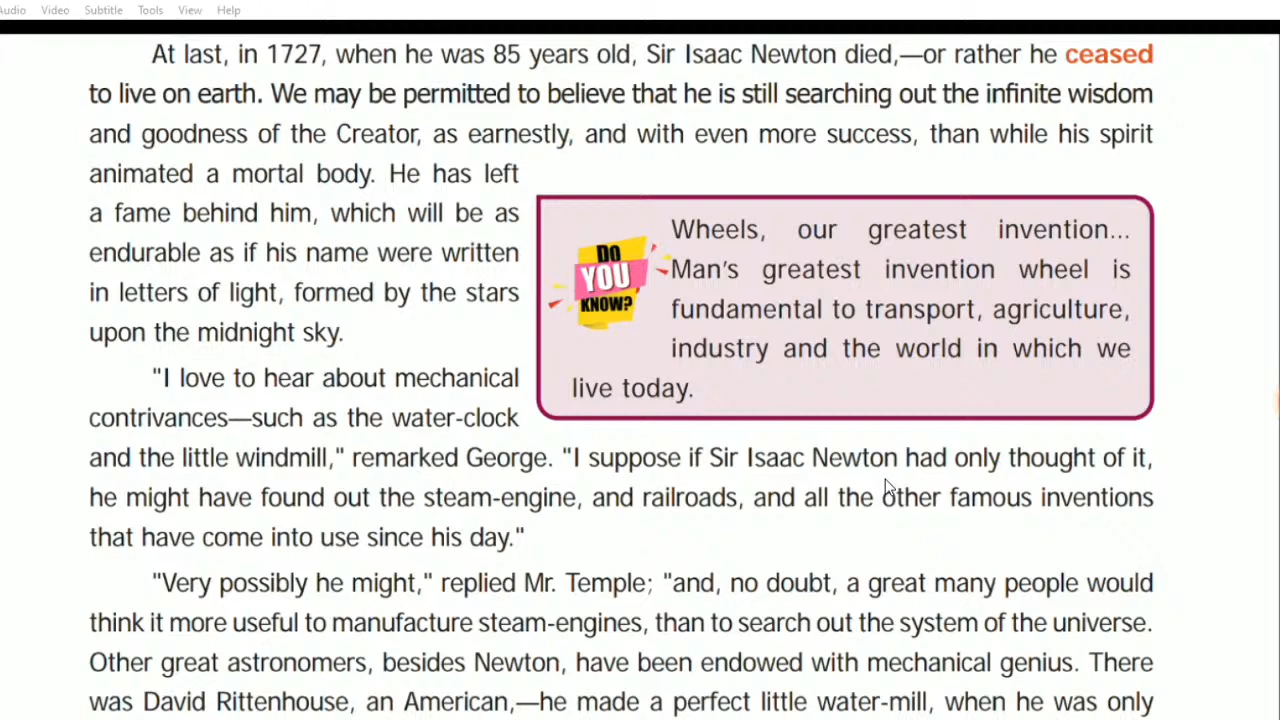 Audio Video Subtitle Tools View Help
At last, in 1727, when he was 85 years old, Sir Isaac Newton died,—or rather he ceased
to live on earth. We may be permitted to believe that he is still searching out the infinite wisdom
and goodness of the Creator, as earnestly, and with even more success, than while his spirit
animated a mortal body. He has left
a fame behind him, which will be as
endurable as if his name were written
in letters of light, formed by the stars
upon the midnight sky.
DO
YOU
KNOW?
Wheels, our greatest invention...
Man's greatest invention wheel is
fundamental to transport, agriculture,
industry and the world in which we
live today.
"I love to hear about mechanical
contrivances—such as the water-clock
and the little windmill," remarked George. "I suppose if Sir Isaac Newton had only thought of it,
he might have found out the steam-engine, and railroads, and all the other famous inventions
that have come into use since his day."
"Very possibly he might," replied Mr. Temple; "and, no doubt, a great many people would
think it more useful to manufacture steam-engines, than to search out the system of the universe.
Other great astronomers, besides Newton, have been endowed with mechanical genius. There
was David Rittenhouse, an American,—he made a perfect little water-mill, when he was only